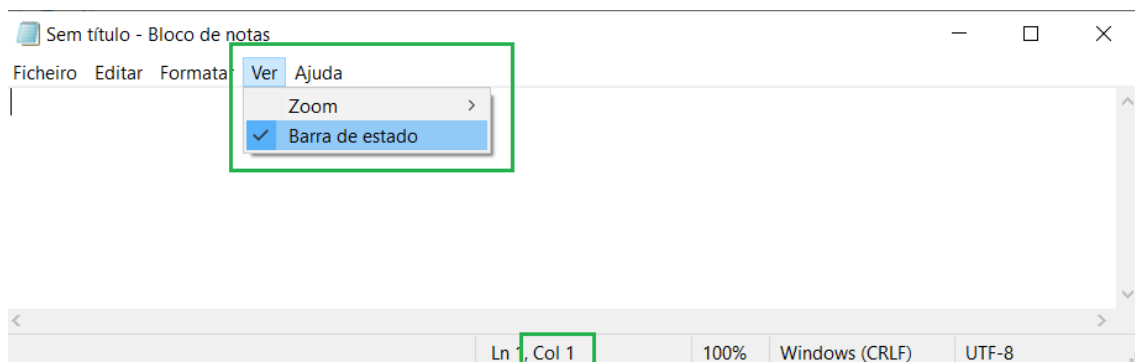 Sem título - Bloco de notas
Ficheiro Editar Formatar Ver Ajuda
Zoom
Barra de estado
Ln 1, Col 1 100% Windows (CRLF) UTF-8